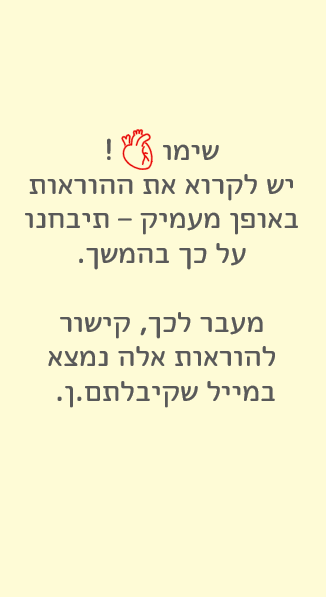 שימו !
יש לקרוא את ההוראות
באופן מעמיק – תיבחנו
על כך בהמשך.
מעבר לכך, קישור
להוראות אלה נמצא
במייל שקיבלתם.ן.